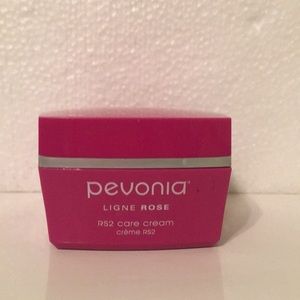 pevonia®
LIGNE ROSE
RS2 care cream
crème RS2